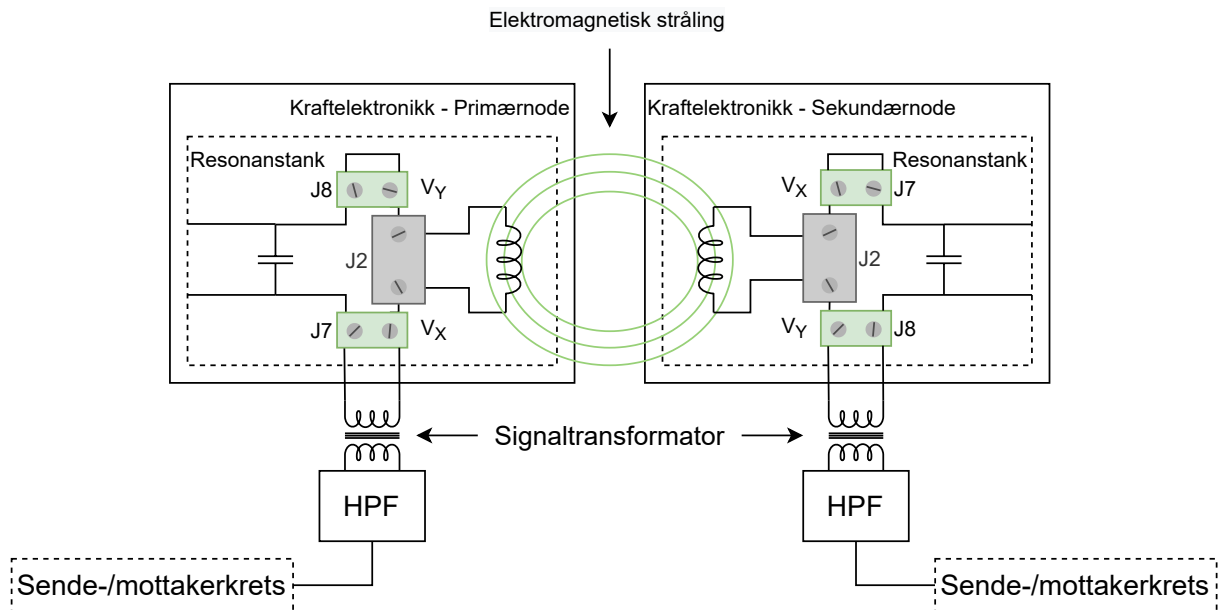 Elektromagnetisk stråling
Kraftelektronikk - Primærnode
Kraftelektronikk - Sekundærnode
Resonanstank
Resonanstank
J8
VY
VX
J7
J2
J2
J7
VX
VY
J8
Signaltransformator
HPF
HPF
Sende-/mottakerkrets
Sende-/mottakerkrets